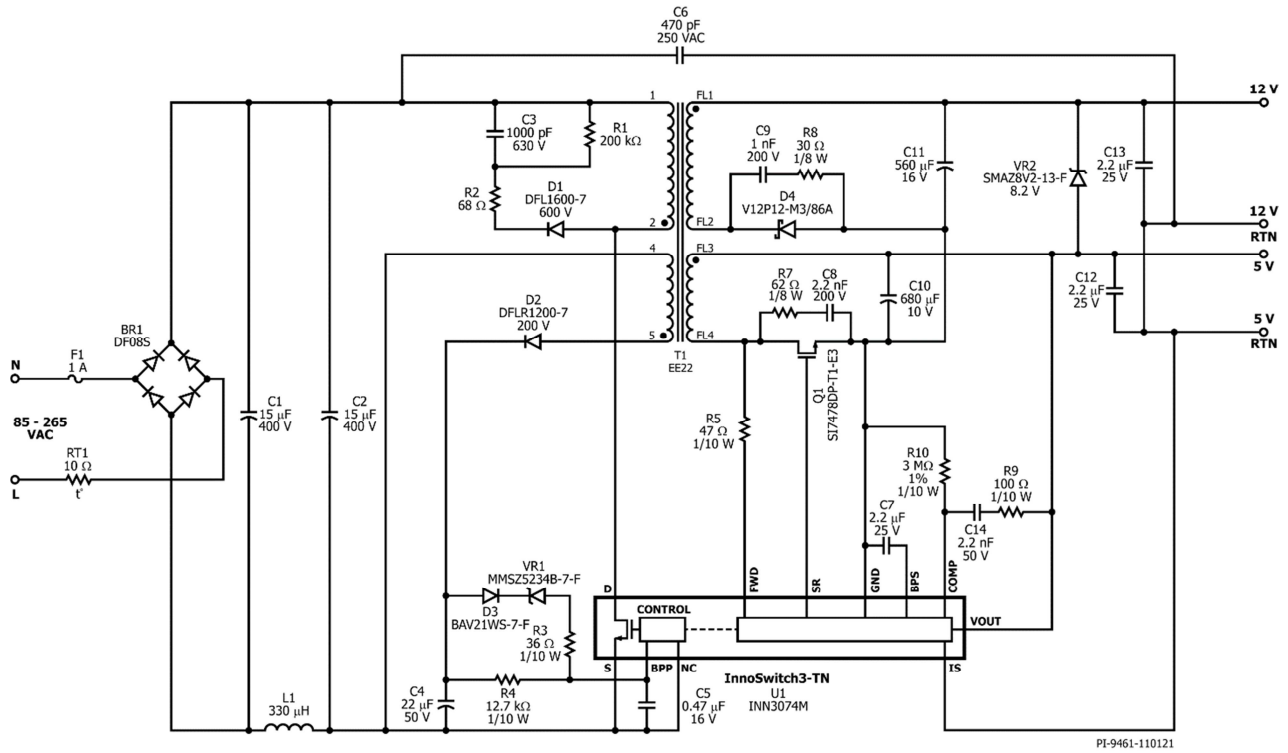 C6
470 pF
250 VAC
1
FL1
12 V
C3
1000 pF
630 V
R1
200 kΩ
C9
1 nF
200 V
R8
30 Ω
1/8 W
C11
560 μF
16 V
VR2
SMAZ8V2-13-F
8.2 V
C13
2.2 μF
25 V
R2
68 Ω
D1
DFL1600-7
600 V
D4
V12P12-M3/86A
2
FL2
12 V
RTN
4
FL3
5 V
R7
62 Ω
1/8 W
C8
2.2 nF
200 V
C10
680 μF
10 V
C12
2.2 μF
25 V
D2
DFLR1200-7
200 V
5
FL4
5 V
RTN
T1
EE22
BR1
DF08S
N
F1
1 A
Q1
SI7478DP-T1-E3
85 - 265
VAC
C1
15 μF
400 V
C2
15 μF
400 V
R5
47 Ω
1/10 W
RT1
10 Ω
t°
L
R10
3 MΩ
1%
1/10 W
R9
100 Ω
1/10 W
C7
2.2 μF
25 V
C14
2.2 nF
50 V
VR1
MMSZ5234B-7-F
D3
BAV21WS-7-F
D
FWD
SR
GND
BPS
COMP
CONTROL
VOUT
R3
36 Ω
1/10 W
S
BPP
NC
IS
InnoSwitch3-TN
U1
INN3074M
L1
330 μH
C4
22 μF
50 V
R4
12.7 kΩ
1/10 W
C5
0.47 μF
16 V
PI-9461-110121